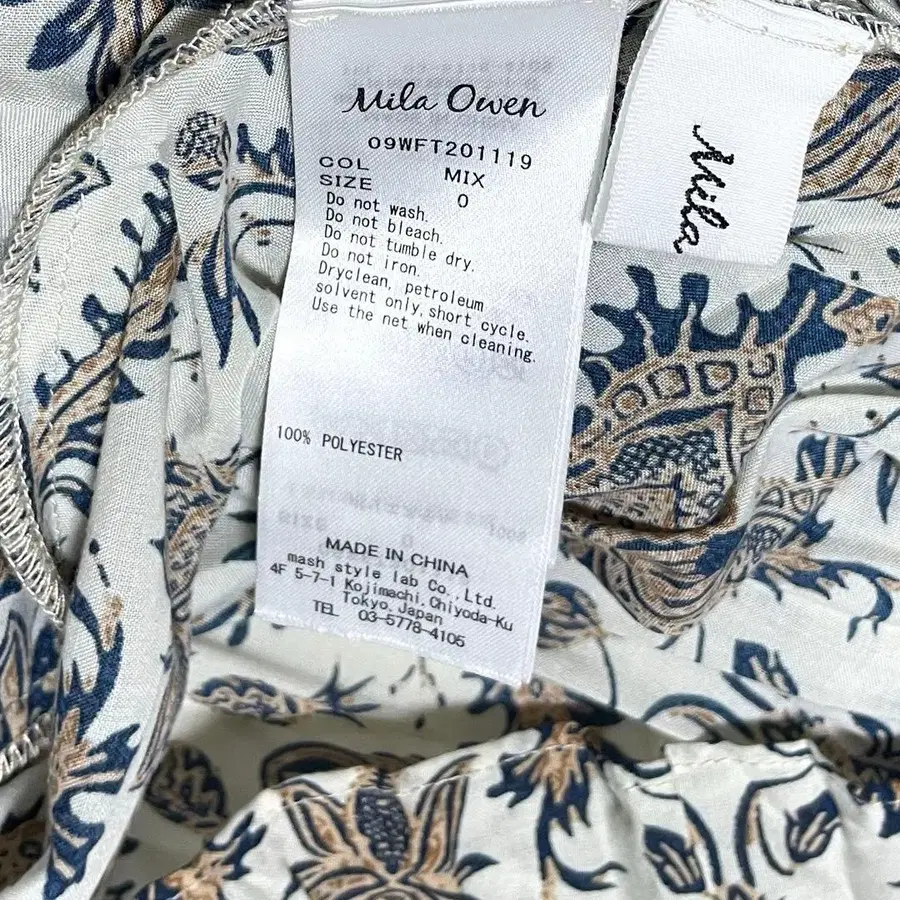 Mila Owen
09WFT201119
COL MIX
SIZE 0
Do not wash.
Do not bleach.
Do not tumble dry.
Do not iron.
Dryclean, petroleum
solvent only, short cycle.
Use the net when cleaning.
100% POLYESTER
MADE IN CHINA
mash style lab Co., Ltd.
4F 5-7-1 Kojimachi, Chiyoda-Ku
Tokyo, Japan
TEL 03-5778-4105
Mila